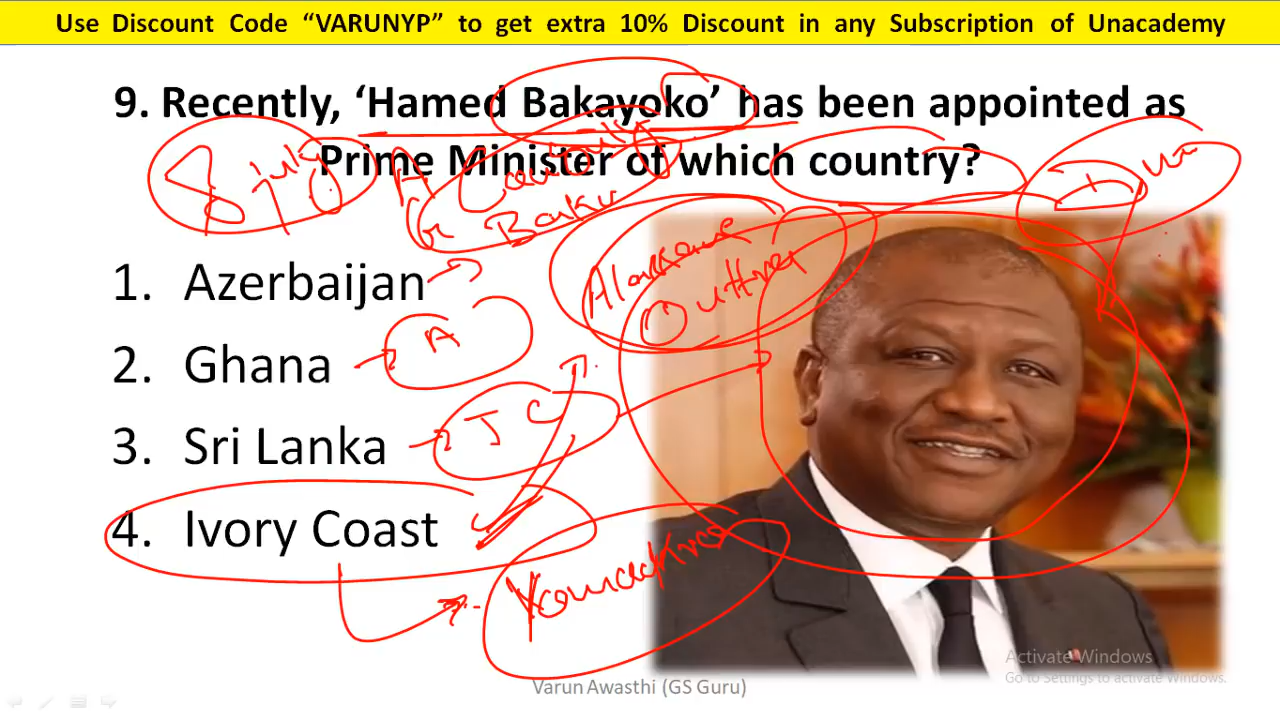 Use Discount Code “VARUNYP” to get extra 10% Discount in any Subscription of Unacademy
9. Recently, ‘Hamed Bakayoko’ has been appointed as
Prime Minister of which country?
8 July
1. Azerbaijan
2. Ghana
A
3. Sri Lanka
J C
4. Ivory Coast
Activate Windows
Go to Settings to activate Windows.
Varun Awasthi (GS Guru)